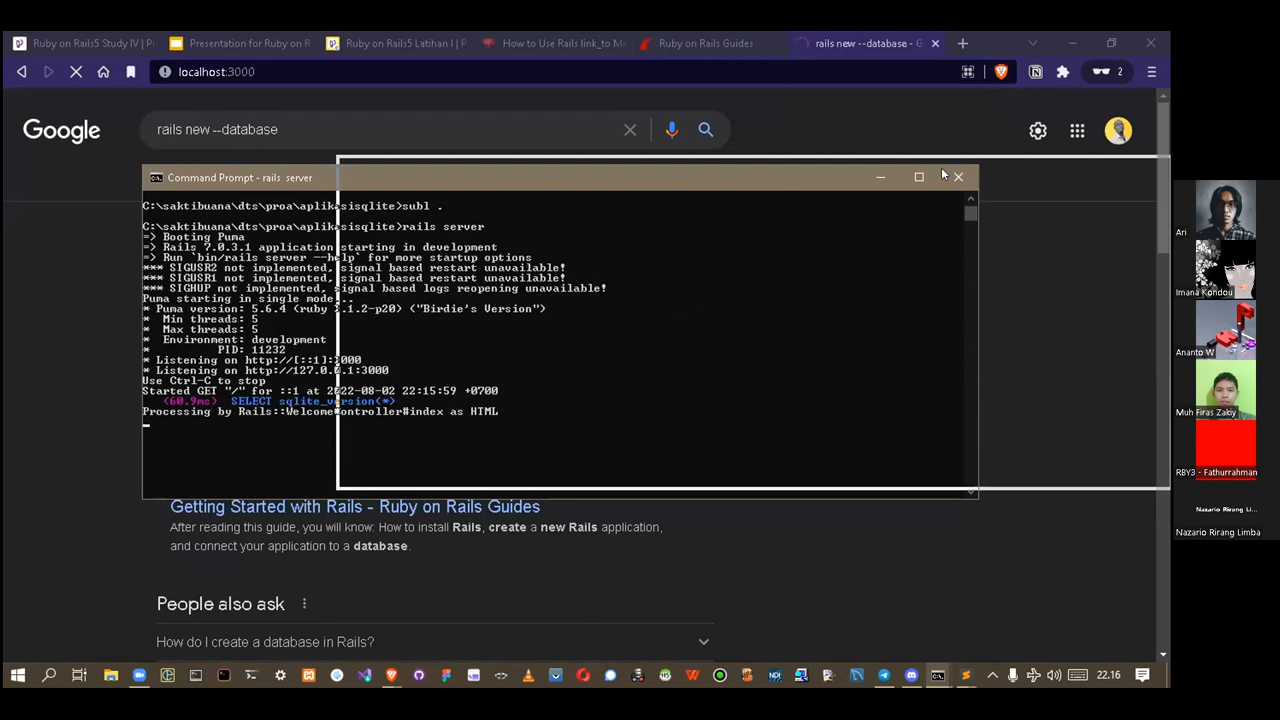 Ruby on Rails5 Study IV | P
Presentation for Ruby on R
Ruby on Rails5 Latihan I | P
How to Use Rails link_to Me
Ruby on Rails Guides
rails new --database - G
localhost:3000
2
Google
rails new --database
Command Prompt - rails  server
C:\saktibuana\dts\proa\aplikasisqlite>subl .
C:\saktibuana\dts\proa\aplikasisqlite>rails server
=> Booting Puma
=> Rails 7.0.3.1 application starting in development
=> Run `bin/rails server --help` for more startup options
*** SIGUSR2 not implemented, signal based restart unavailable!
*** SIGUSR1 not implemented, signal based restart unavailable!
*** SIGHUP not implemented, signal based logs reopening unavailable!
Puma starting in single mode...
* Puma version: 5.6.4 (ruby 3.1.2-p20) ("Birdie's Version")
*  Min threads: 5
*  Max threads: 5
*  Environment: development
*          PID: 11232
* Listening on http://[::1]:3000
* Listening on http://127.0.0.1:3000
Use Ctrl-C to stop
Started GET "/" for ::1 at 2022-08-02 22:15:59 +0700
(60.9ms)  SELECT sqlite_version(*)
Processing by Rails::WelcomeController#index as HTML
Getting Started with Rails - Ruby on Rails Guides
After reading this guide, you will know: How to install Rails, create a new Rails application,
and connect your application to a database.
People also ask
How do I create a database in Rails?
22.16
Ari
Imana Kondou
Ananto W
Muh Firas Zakiy
RBY3 - Fathurrahman
Nazario Rirang Li...
Nazario Rirang Limba